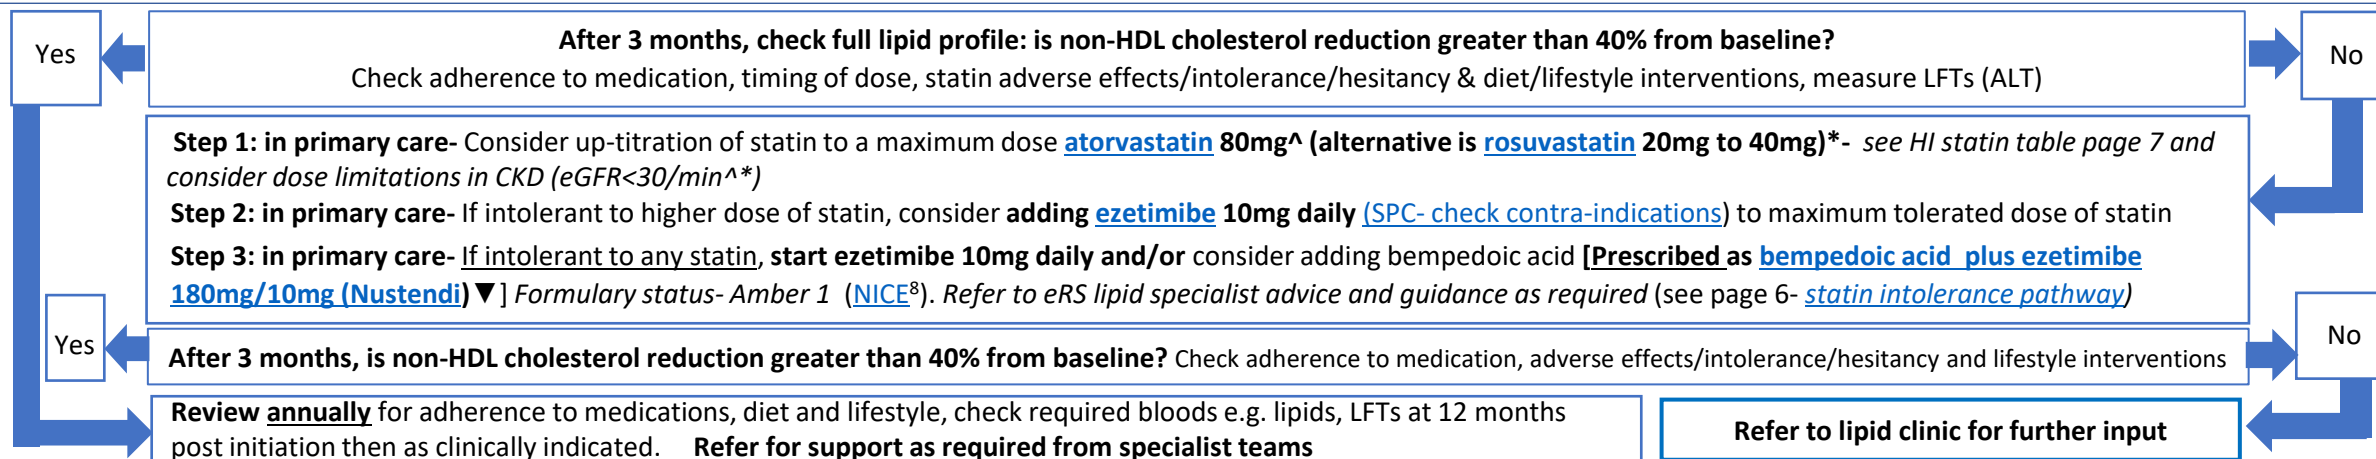 Yes
After 3 months, check full lipid profile: is non-HDL cholesterol reduction greater than 40% from baseline?
Check adherence to medication, timing of dose, statin adverse effects/intolerance/hesitancy & diet/lifestyle interventions, measure LFTs (ALT)
No
Step 1: in primary care- Consider up-titration of statin to a maximum dose atorvastatin 80mg^ (alternative is rosuvastatin 20mg to 40mg)*- see HI statin table page 7 and
consider dose limitations in CKD (eGFR<30/min^*)
Step 2: in primary care- If intolerant to higher dose of statin, consider adding ezetimibe 10mg daily (SPC- check contra-indications) to maximum tolerated dose of statin
Step 3: in primary care- If intolerant to any statin, start ezetimibe 10mg daily and/or consider adding bempedoic acid [Prescribed as bempedoic acid plus ezetimibe
180mg/10mg (Nustendi)▼] Formulary status- Amber 1 (NICE⁸). Refer to eRS lipid specialist advice and guidance as required (see page 6- statin intolerance pathway)
Yes
After 3 months, is non-HDL cholesterol reduction greater than 40% from baseline? Check adherence to medication, adverse effects/intolerance/hesitancy and lifestyle interventions
No
Review annually for adherence to medications, diet and lifestyle, check required bloods e.g. lipids, LFTs at 12 months
post initiation then as clinically indicated. Refer for support as required from specialist teams
Refer to lipid clinic for further input